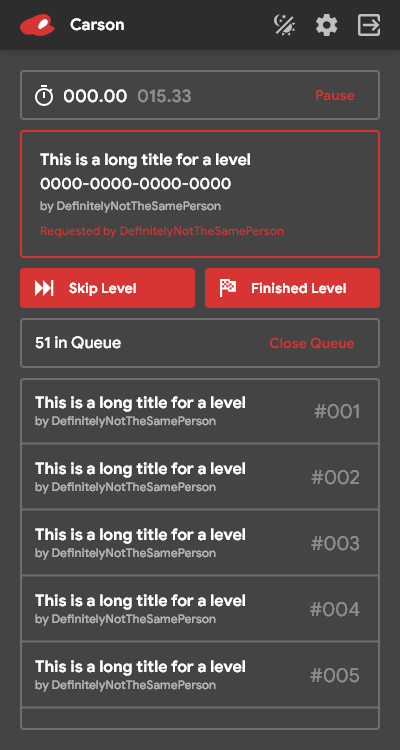 Carson
000.00 015.33 Pause
This is a long title for a level
0000-0000-0000-0000
by DefinitelyNotTheSamePerson
Requested by DefinitelyNotTheSamePerson
Skip Level
Finished Level
51 in Queue
Close Queue
This is a long title for a level
by DefinitelyNotTheSamePerson
#001
This is a long title for a level
by DefinitelyNotTheSamePerson
#002
This is a long title for a level
by DefinitelyNotTheSamePerson
#003
This is a long title for a level
by DefinitelyNotTheSamePerson
#004
This is a long title for a level
by DefinitelyNotTheSamePerson
#005